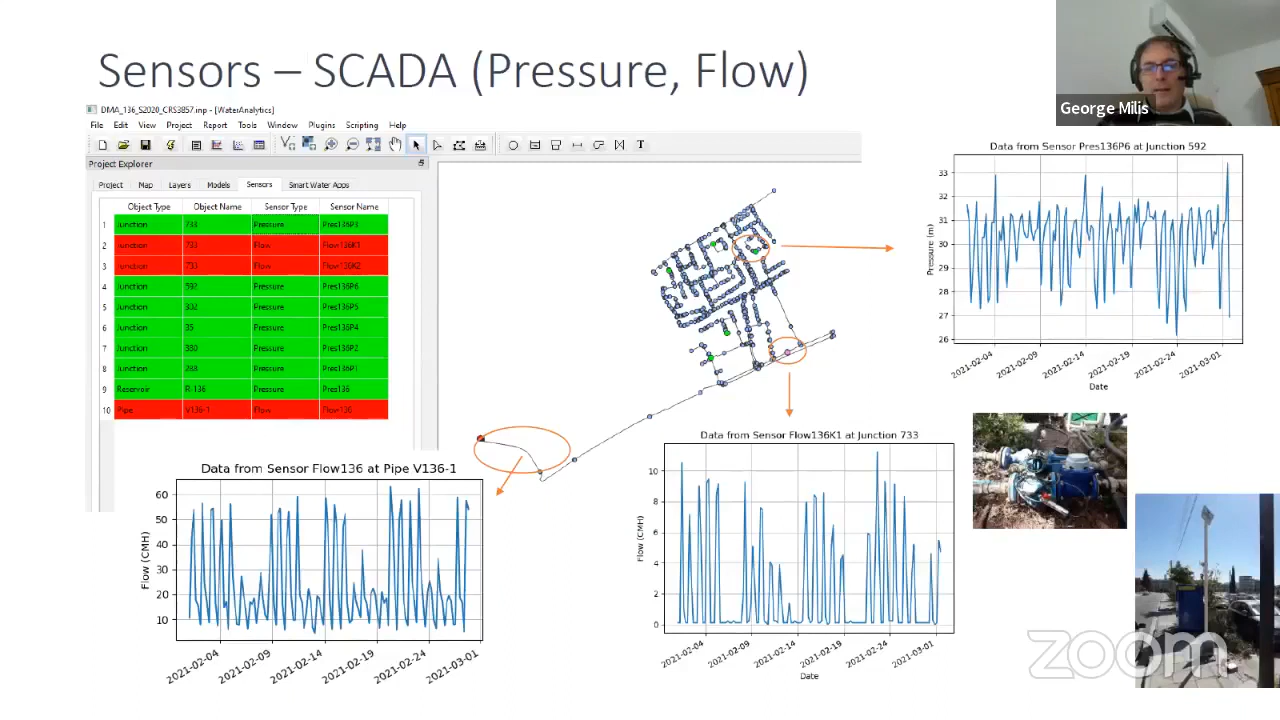 Sensors – SCADA (Pressure, Flow)
George Milis
DMA_136_S2020_CRS3857.inp - [WaterAnalytics]
File Edit View Project Report Tools Window Plugins Scripting Help
T
Project Explorer
Project Map Layers Models Sensors Smart Water Apps
Object Type Object Name Sensor Type Sensor Name
1 Junction 733 Pressure Pres136P3
2 Junction 733 Flow Flow136K1
3 Junction 733 Flow Flow136K2
4 Junction 592 Pressure Pres136P6
5 Junction 302 Pressure Pres136P5
6 Junction 35 Pressure Pres136P4
7 Junction 380 Pressure Pres136P2
8 Junction 288 Pressure Pres136P1
9 Reservoir R-136 Pressure Pres136
10 Pipe V136-1 Flow Flow136
Data from Sensor Pres136P6 at Junction 592
Pressure (m)
33
32
31
30
29
28
27
26
2021-02-04 2021-02-09 2021-02-14 2021-02-19 2021-02-24 2021-03-01
Date
Data from Sensor Flow136 at Pipe V136-1
Flow (CMH)
60
50
40
30
20
10
2021-02-04 2021-02-09 2021-02-14 2021-02-19 2021-02-24 2021-03-01
Data from Sensor Flow136K1 at Junction 733
Flow (CMH)
10
8
6
4
2
0
2021-02-04 2021-02-09 2021-02-14 2021-02-19 2021-02-24 2021-03-01
Date
zoom